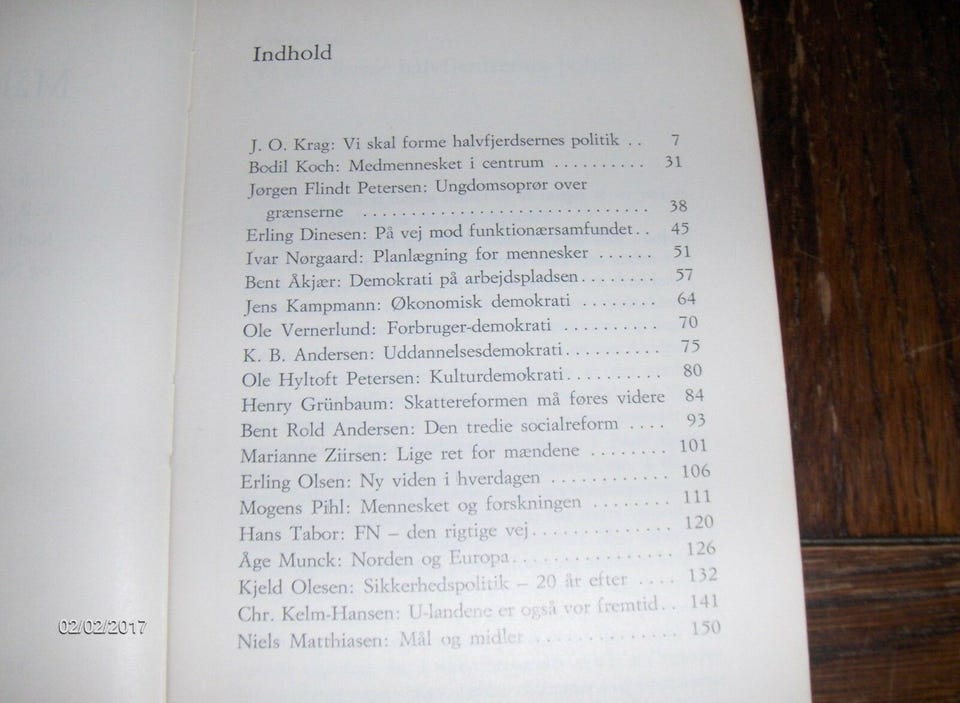 Indhold
J. O. Krag: Vi skal forme halvfjerdsernes politik .. 7
Bodil Koch: Medmennesket i centrum .......... 31
Jørgen Flindt Petersen: Ungdomsoprør over
grænserne .............................. 38
Erling Dinesen: På vej mod funktionærsamfundet.. 45
Ivar Nørgaard: Planlægning for mennesker ...... 51
Bent Åkjær: Demokrati på arbejdspladsen........ 57
Jens Kampmann: Økonomisk demokrati ........ 64
Ole Vernerlund: Forbruger-demokrati .......... 70
K. B. Andersen: Uddannelsesdemokrati.......... 75
Ole Hyltoft Petersen: Kulturdemokrati.......... 80
Henry Grünbaum: Skattereformen må føres videre 84
Bent Rold Andersen: Den tredie socialreform .... 93
Marianne Ziirsen: Lige ret for mændene ........ 101
Erling Olsen: Ny viden i hverdagen ............ 106
Mogens Pihl: Mennesket og forskningen ........ 111
Hans Tabor: FN – den rigtige vej.............. 120
Åge Munck: Norden og Europa................ 126
Kjeld Olesen: Sikkerhedspolitik – 20 år efter .... 132
Chr. Kelm-Hansen: U-landene er også vor fremtid.. 141
Niels Matthiasen: Mål og midler .............. 150
02/02/2017